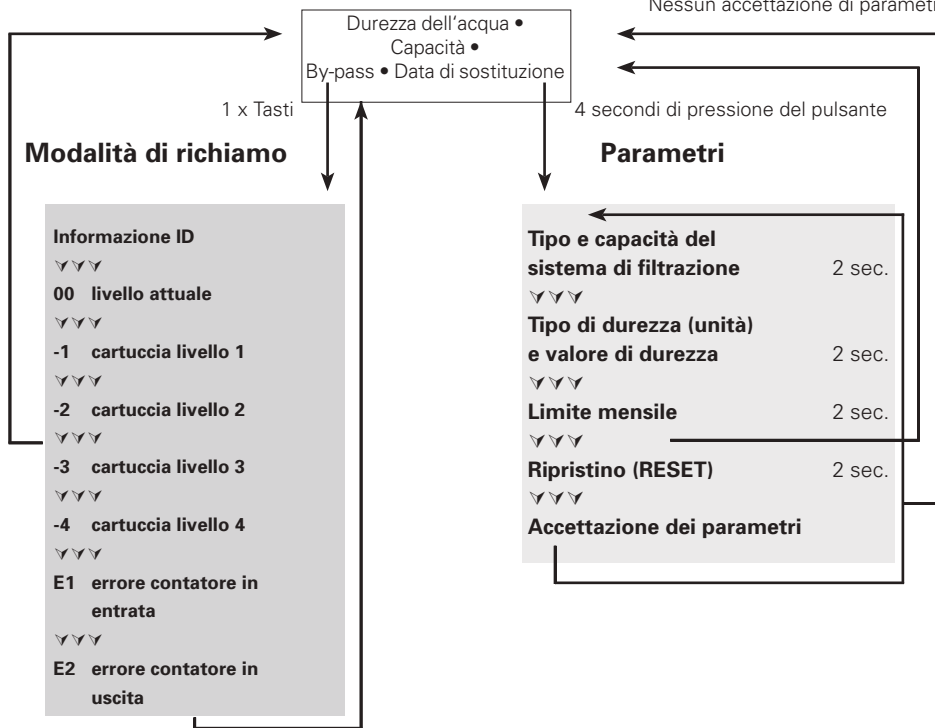 Nessun accettazione di parametri
Durezza dell'acqua •
Capacità •
By-pass • Data di sostituzione
1 x Tasti
4 secondi di pressione del pulsante
Modalità di richiamo
Parametri
Informazione ID
00 livello attuale
-1 cartuccia livello 1
-2 cartuccia livello 2
-3 cartuccia livello 3
-4 cartuccia livello 4
E1 errore contatore in
entrata
E2 errore contatore in
uscita
Tipo e capacità del
sistema di filtrazione 2 sec.
Tipo di durezza (unità)
e valore di durezza 2 sec.
Limite mensile 2 sec.
Ripristino (RESET) 2 sec.
Accettazione dei parametri